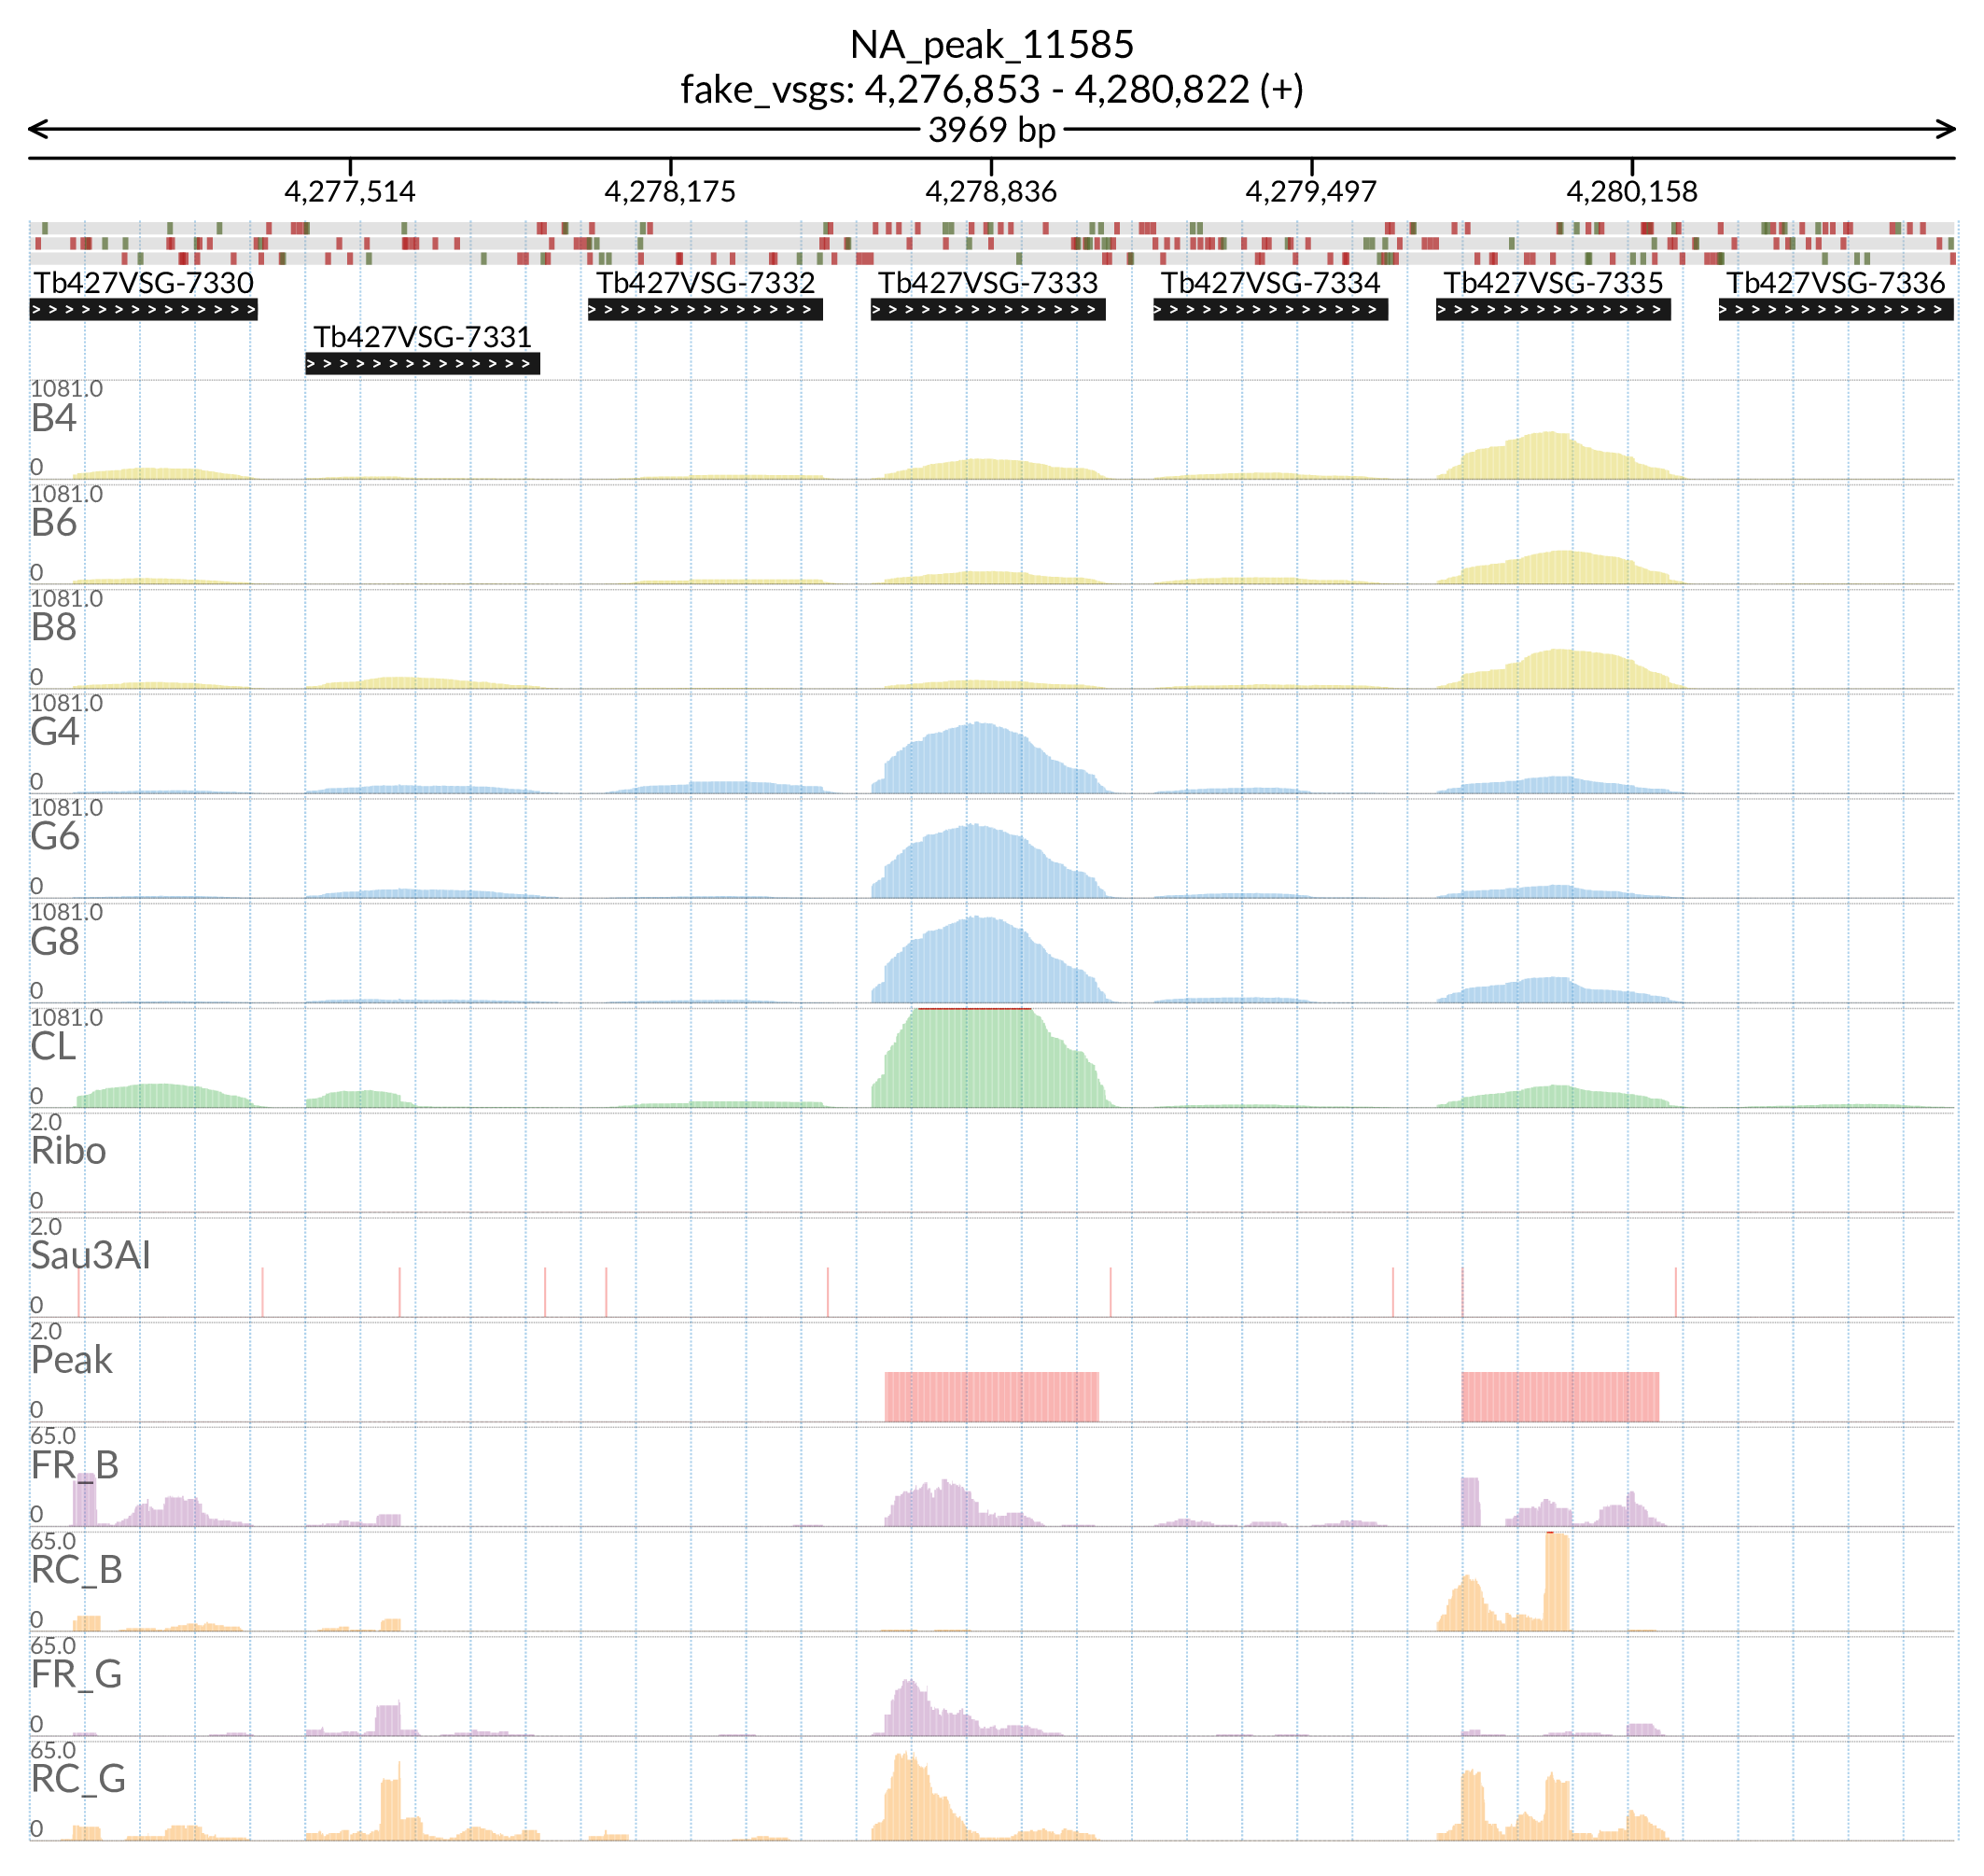 NA_peak_11585
fake_vsgs: 4,276,853 - 4,280,822 (+)
3969 bp
4,277,514 4,278,175 4,278,836 4,279,497 4,280,158
Tb427VSG-7330 Tb427VSG-7332 Tb427VSG-7333 Tb427VSG-7334 Tb427VSG-7335 Tb427VSG-7336
Tb427VSG-7331
1081.0
B4
0
1081.0
B6
0
1081.0
B8
0
1081.0
G4
0
1081.0
G6
0
1081.0
G8
0
1081.0
CL
0
2.0
Ribo
0
2.0
Sau3AI
0
2.0
Peak
0
65.0
FR_B
0
65.0
RC_B
0
65.0
FR_G
0
65.0
RC_G
0